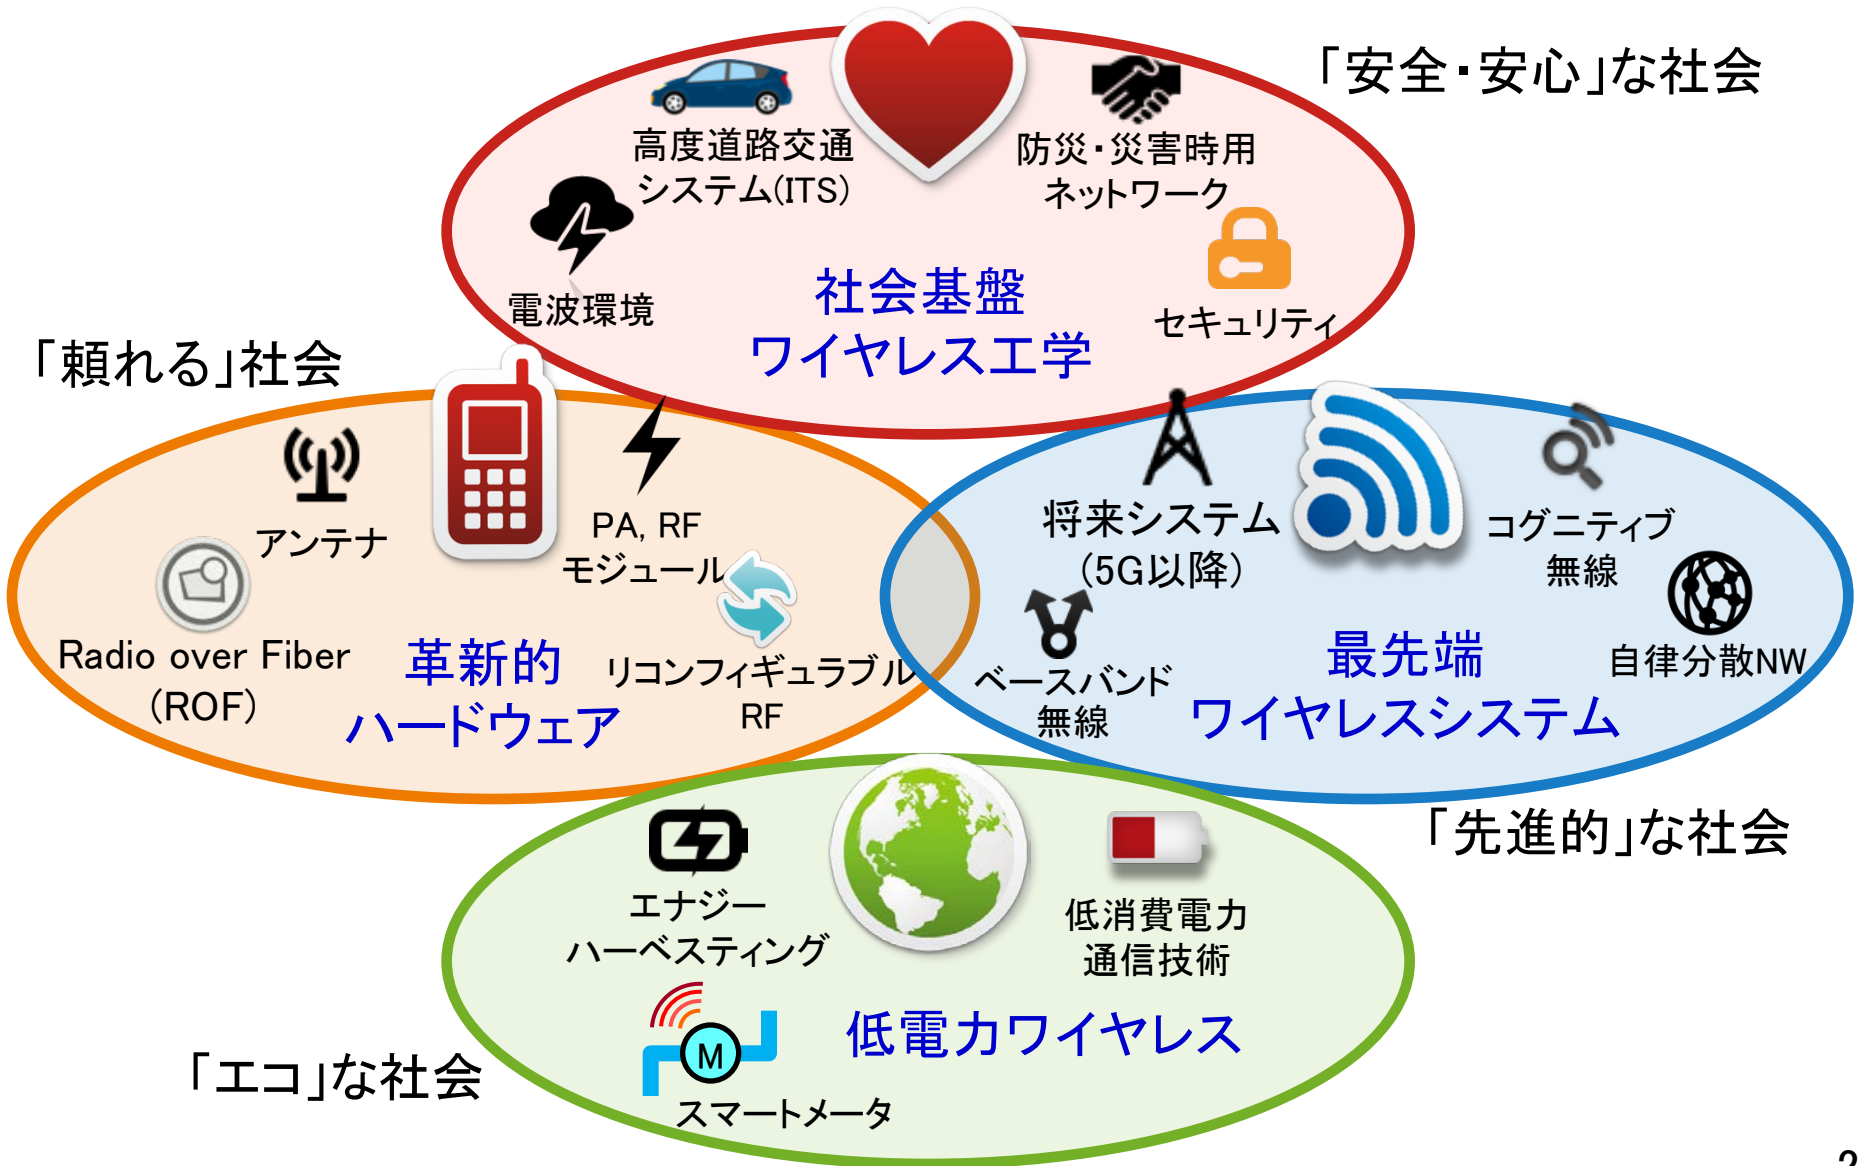 「安全・安心」な社会
高度道路交通
システム(ITS)
防災・災害時用
ネットワーク
電波環境
社会基盤
ワイヤレス工学
セキュリティ
「頼れる」社会
アンテナ
PA, RF
モジュール
Radio over Fiber
(ROF)
革新的
ハードウェア
リコンフィギュラブル
RF
将来システム
(5G以降)
コグニティブ
無線
ベースバンド
無線
最先端
ワイヤレスシステム
自律分散NW
「先進的」な社会
エナジー
ハーベスティング
低消費電力
通信技術
M
低電力ワイヤレス
スマートメータ
「エコ」な社会
2